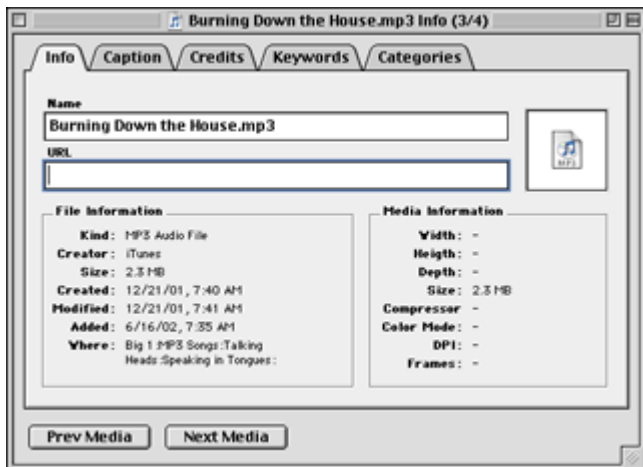 Burning Down the House.mp3 Info (3/4)
Info Caption Credits Keywords Categories
Name
Burning Down the House.mp3
URL
MP3
File Information
Kind: MP3 Audio File
Creator: iTunes
Size: 2.3 MB
Created: 12/21/01, 7:40 AM
Modified: 12/21/01, 7:41 AM
Added: 6/16/02, 7:35 AM
Where: Big 1:MP3 Songs:Talking
Heads:Speaking in Tongues:
Media Information
Width: -
Heigth: -
Depth: -
Size: 2.3 MB
Compressor -
Color Mode: -
DPI: -
Frames: -
Prev Media Next Media